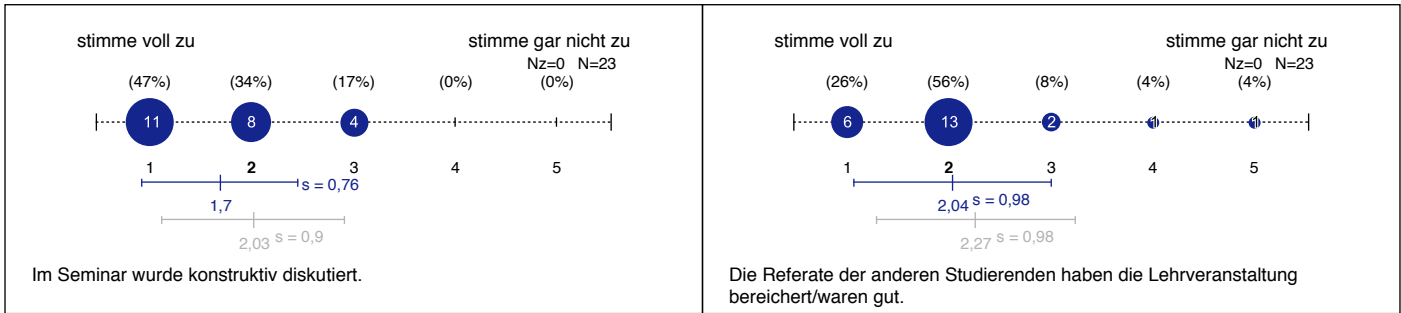 stimme voll zu stimme gar nicht zu
Nz=0 N=23
(47%) (34%) (17%) (0%) (0%)
11 8 4
1 2 3 4 5
s = 0,76
1,7
s = 0,9
2,03
Im Seminar wurde konstruktiv diskutiert.
stimme voll zu stimme gar nicht zu
Nz=0 N=23
(26%) (56%) (8%) (4%) (4%)
6 13 2 1 1
1 2 3 4 5
2,04 s = 0,98
2,27 s = 0,98
Die Referate der anderen Studierenden haben die Lehrveranstaltung
bereichert/waren gut.